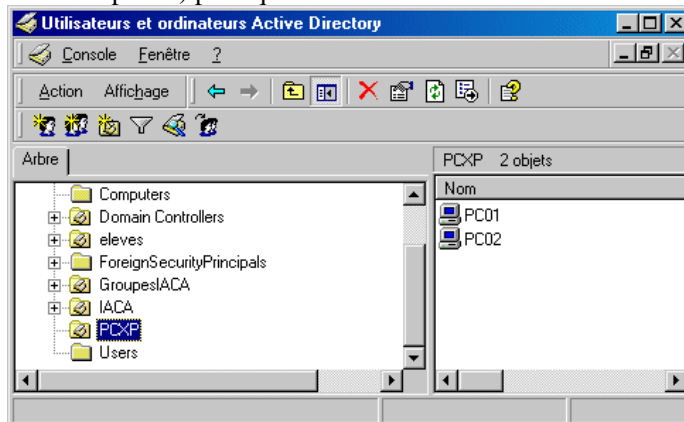 Utilisateurs et ordinateurs Active Directory
Console Fenêtre ?
Action Affichage
Arbre
PCXP 2 objets
Nom
Computers
Domain Controllers
eleves
ForeignSecurityPrincipals
GroupesIACA
IACA
PCXP
Users
PC01
PC02